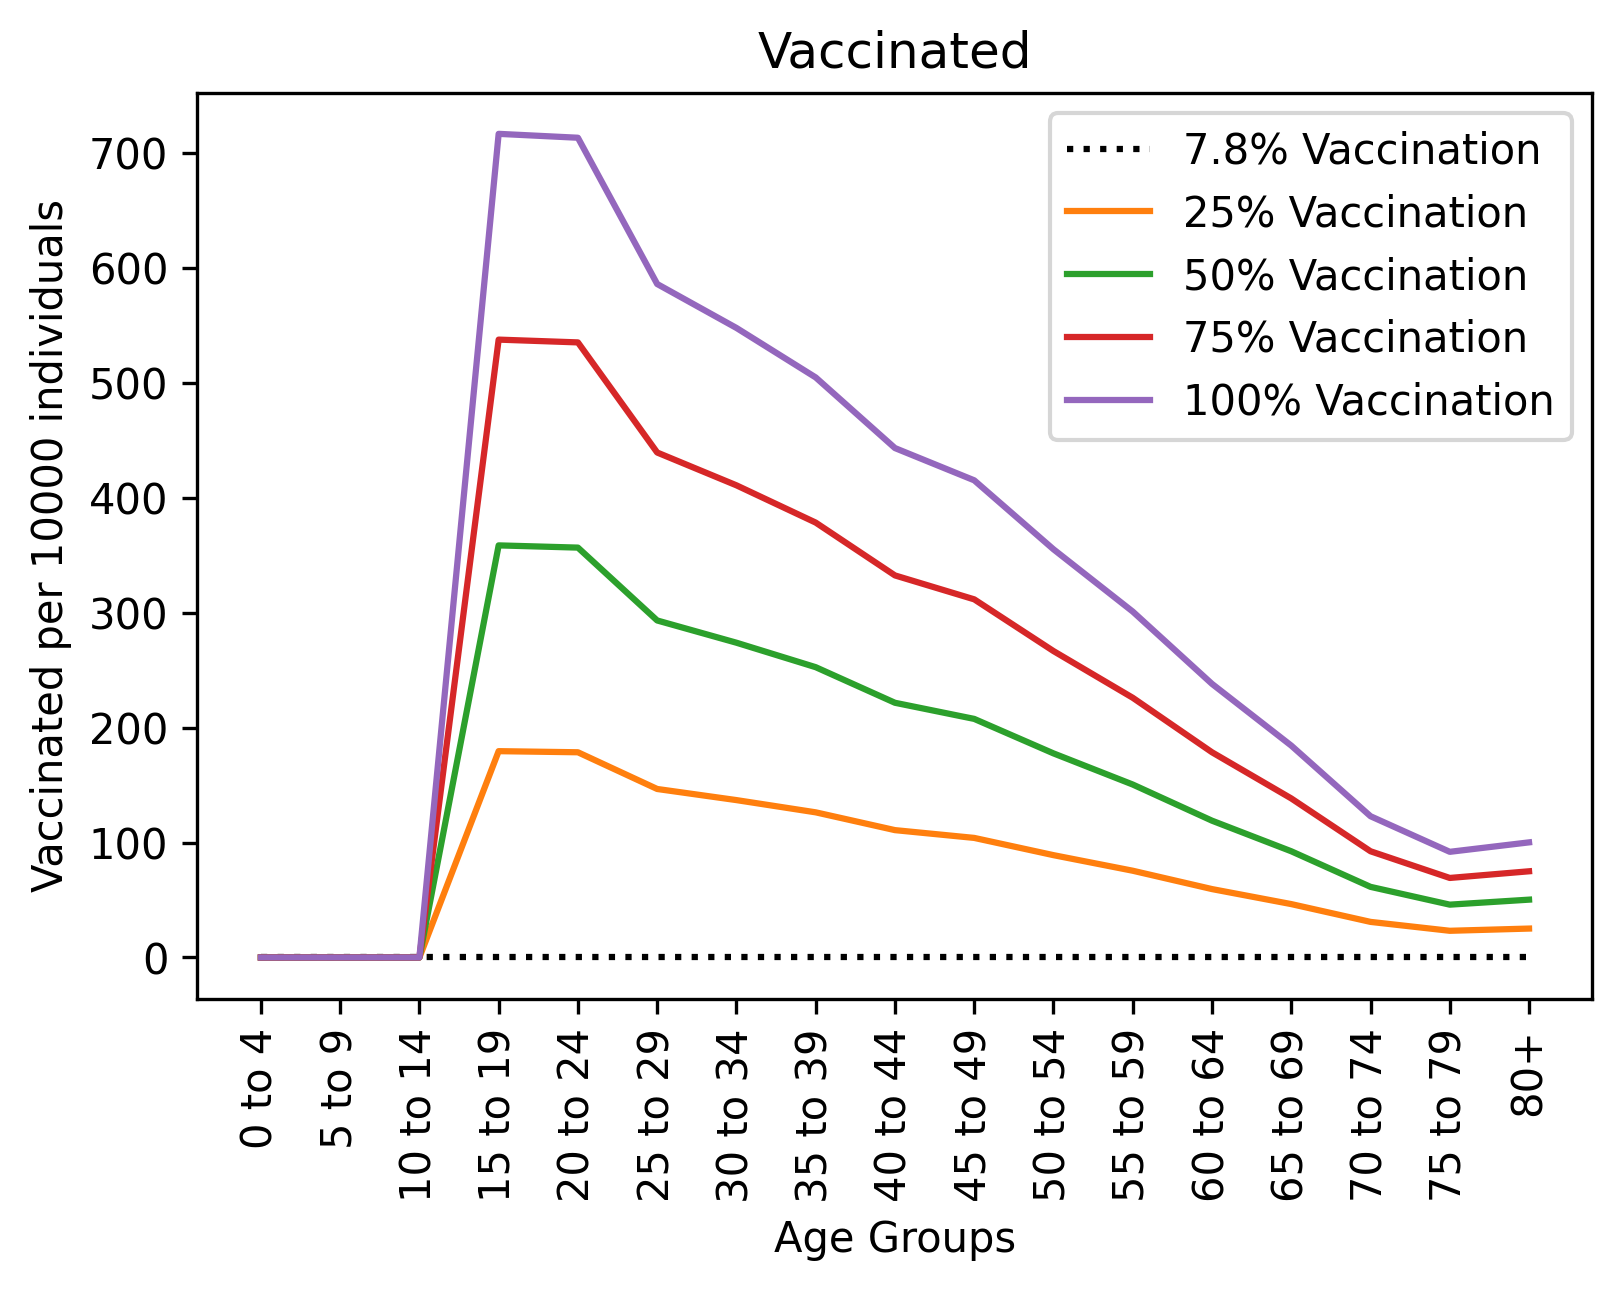 Vaccinated
7.8% Vaccination
25% Vaccination
50% Vaccination
75% Vaccination
100% Vaccination
Vaccinated per 10000 individuals
700
600
500
400
300
200
100
0
0 to 4
5 to 9
10 to 14
15 to 19
20 to 24
25 to 29
30 to 34
35 to 39
40 to 44
45 to 49
50 to 54
55 to 59
60 to 64
65 to 69
70 to 74
75 to 79
80+
Age Groups